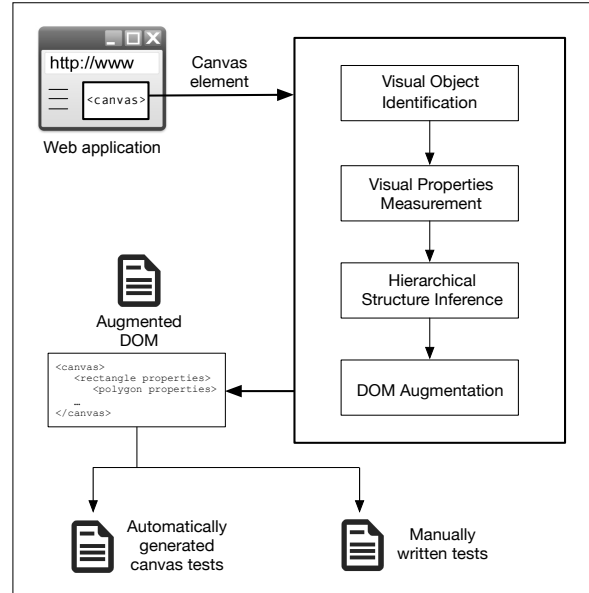 http://www
<canvas>
Web application
Canvas
element
Visual Object
Identification
Visual Properties
Measurement
Hierarchical
Structure Inference
DOM Augmentation
Augmented
DOM
<canvas>
<rectangle properties>
<polygon properties>
…
</canvas>
Automatically
generated
canvas tests
Manually
written tests